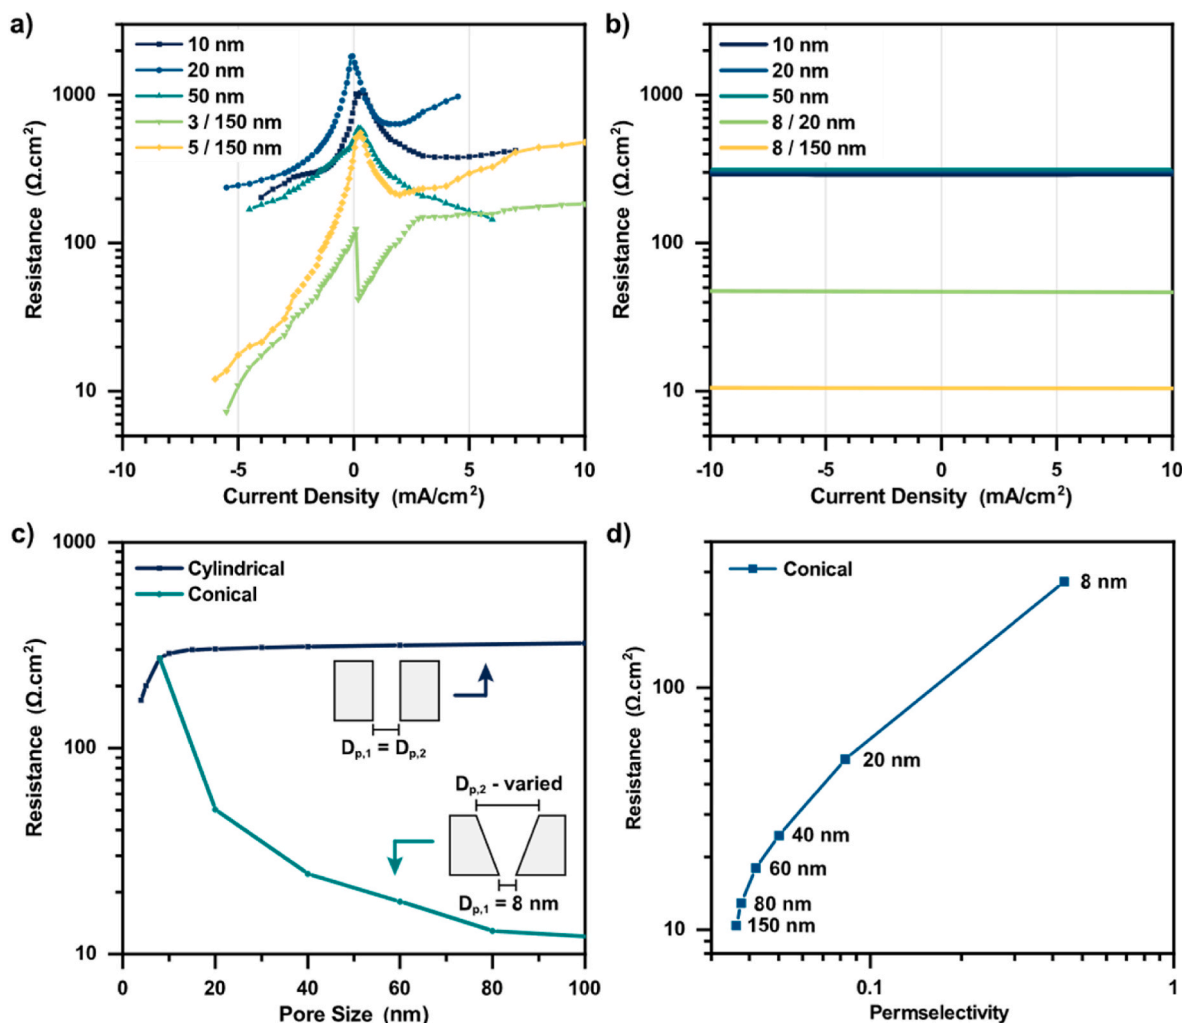 a)
10 nm
20 nm
50 nm
3 / 150 nm
5 / 150 nm
1000
100
10
Resistance (Ω.cm²)
-10 -5 0 5 10
Current Density (mA/cm²)
b)
10 nm
20 nm
50 nm
8 / 20 nm
8 / 150 nm
1000
100
10
Resistance (Ω.cm²)
-10 -5 0 5 10
Current Density (mA/cm²)
c)
Cylindrical
Conical
1000
100
10
Resistance (Ω.cm²)
Dp,1 = Dp,2
Dp,2 - varied
Dp,1 = 8 nm
0 20 40 60 80 100
Pore Size (nm)
d)
Conical
8 nm
20 nm
40 nm
60 nm
80 nm
150 nm
100
10
Resistance (Ω.cm²)
0.1 1
Permselectivity